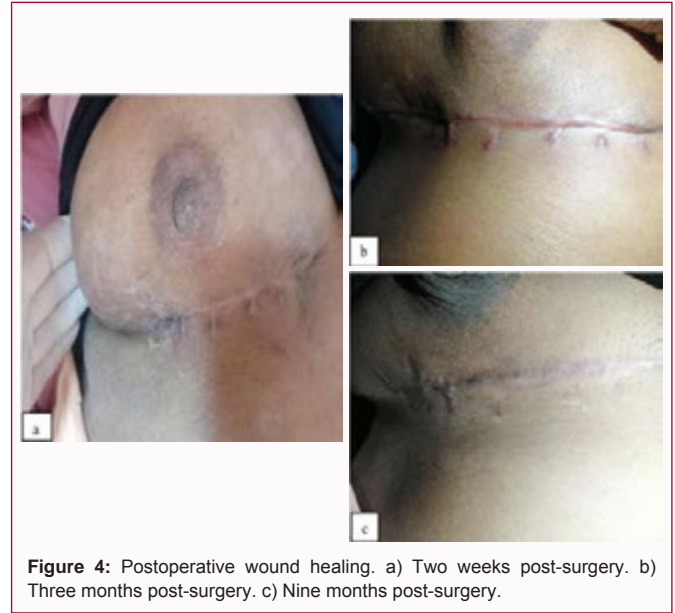 a
b
c
Figure 4: Postoperative wound healing. a) Two weeks post-surgery. b)
Three months post-surgery. c) Nine months post-surgery.